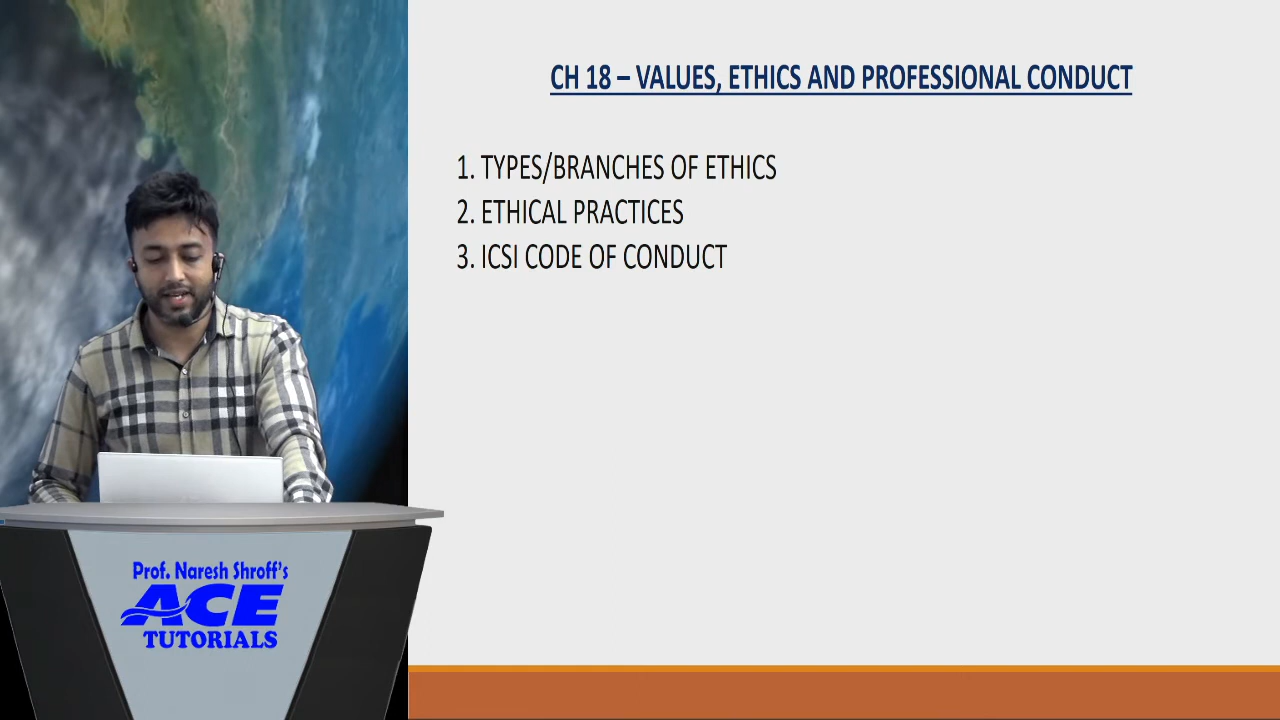 CH 18 – VALUES, ETHICS AND PROFESSIONAL CONDUCT
1. TYPES/BRANCHES OF ETHICS
2. ETHICAL PRACTICES
3. ICSI CODE OF CONDUCT
Prof. Naresh Shroff's
ACE
TUTORIALS